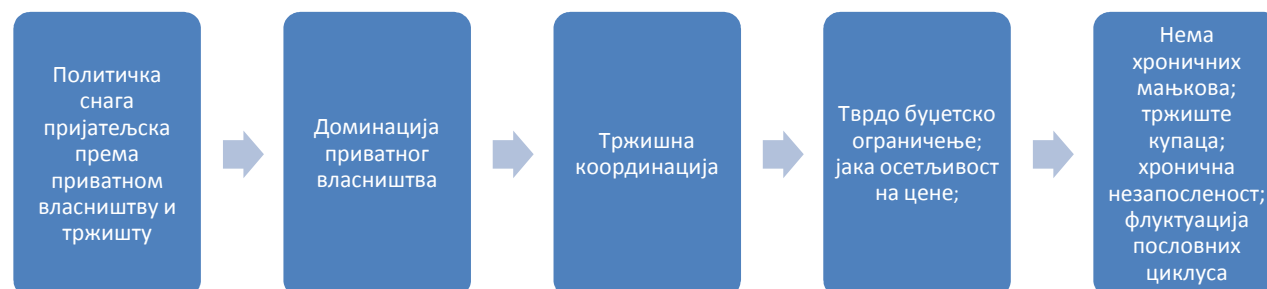 Политичка
снага
пријатељска
према
приватном
власништву и
тржишту
Доминација
приватног
власништва
Тржишна
координација
Тврдо буџетско
ограничење;
јака осетљивост
на цене;
Нема
хроничних
мањкова;
тржиште
купаца;
хронична
незапосленост;
флуктуација
пословних
циклуса